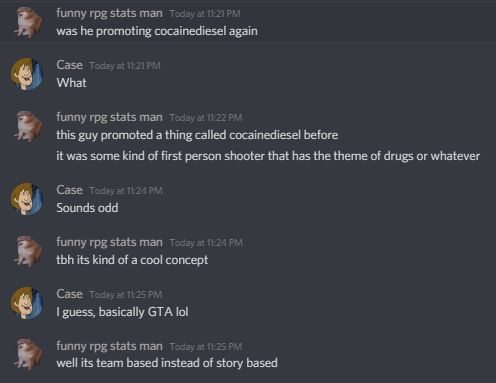 funny rpg stats man Today at 11:21 PM
was he promoting cocainediesel again
Case Today at 11:21 PM
What
funny rpg stats man Today at 11:22 PM
this guy promoted a thing called cocainediesel before
it was some kind of first person shooter that has the theme of drugs or whatever
Case Today at 11:24 PM
Sounds odd
funny rpg stats man Today at 11:24 PM
tbh its kind of a cool concept
Case Today at 11:25 PM
I guess, basically GTA lol
funny rpg stats man Today at 11:25 PM
well its team based instead of story based